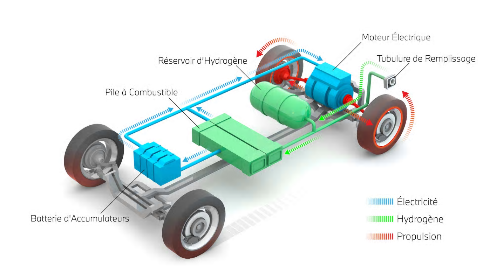 Moteur Électrique
Réservoir d'Hydrogène
Tubulure de Remplissage
Pile à Combustible
Batterie d'Accumulateurs
Électricité
Hydrogène
Propulsion